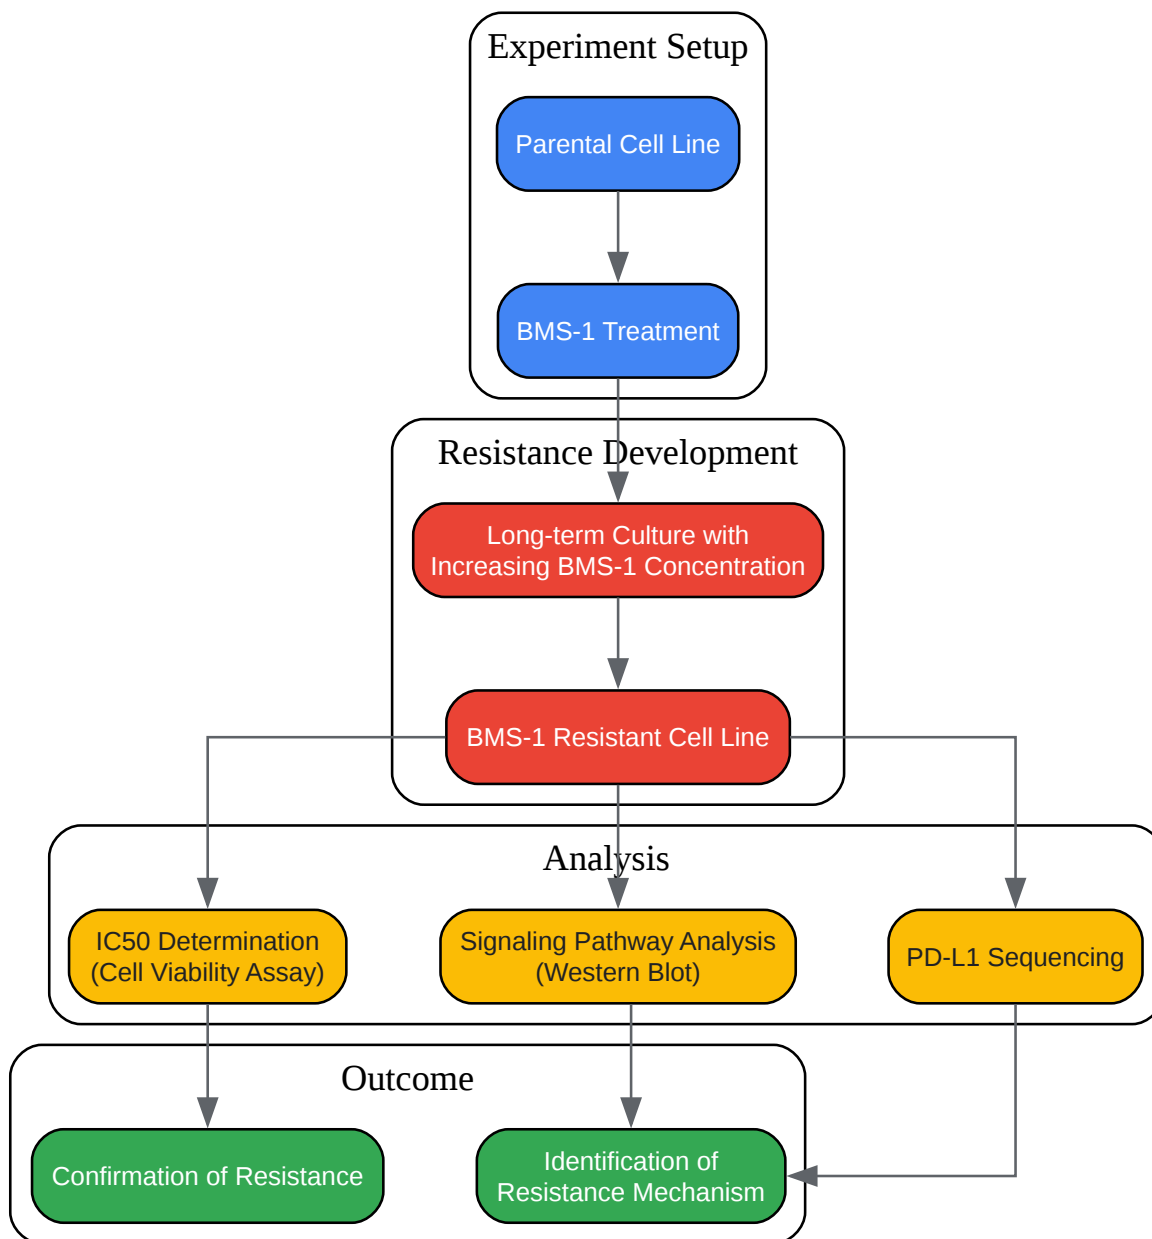 Experiment Setup
Parental Cell Line
BMS-1 Treatment
Resistance Development
Long-term Culture with
Increasing BMS-1 Concentration
BMS-1 Resistant Cell Line
Analysis
IC50 Determination
(Cell Viability Assay)
Signaling Pathway Analysis
(Western Blot)
PD-L1 Sequencing
Outcome
Confirmation of Resistance
Identification of
Resistance Mechanism